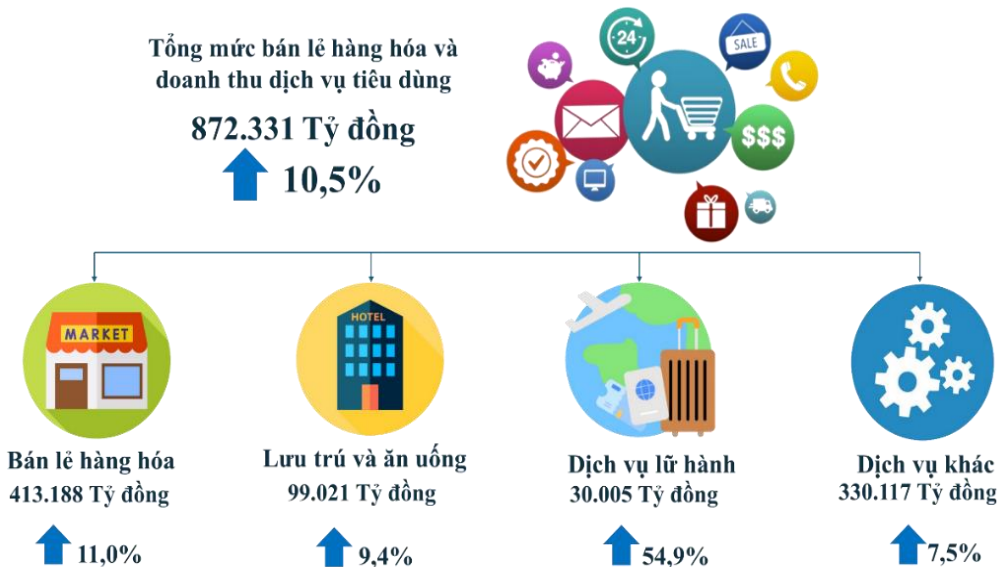 Tổng mức bán lẻ hàng hóa và
doanh thu dịch vụ tiêu dùng
872.331 Tỷ đồng
10,5%
24
SALE
$$$
MARKET
HOTEL
Bán lẻ hàng hóa
413.188 Tỷ đồng
11,0%
Lưu trú và ăn uống
99.021 Tỷ đồng
9,4%
Dịch vụ lữ hành
30.005 Tỷ đồng
54,9%
Dịch vụ khác
330.117 Tỷ đồng
7,5%